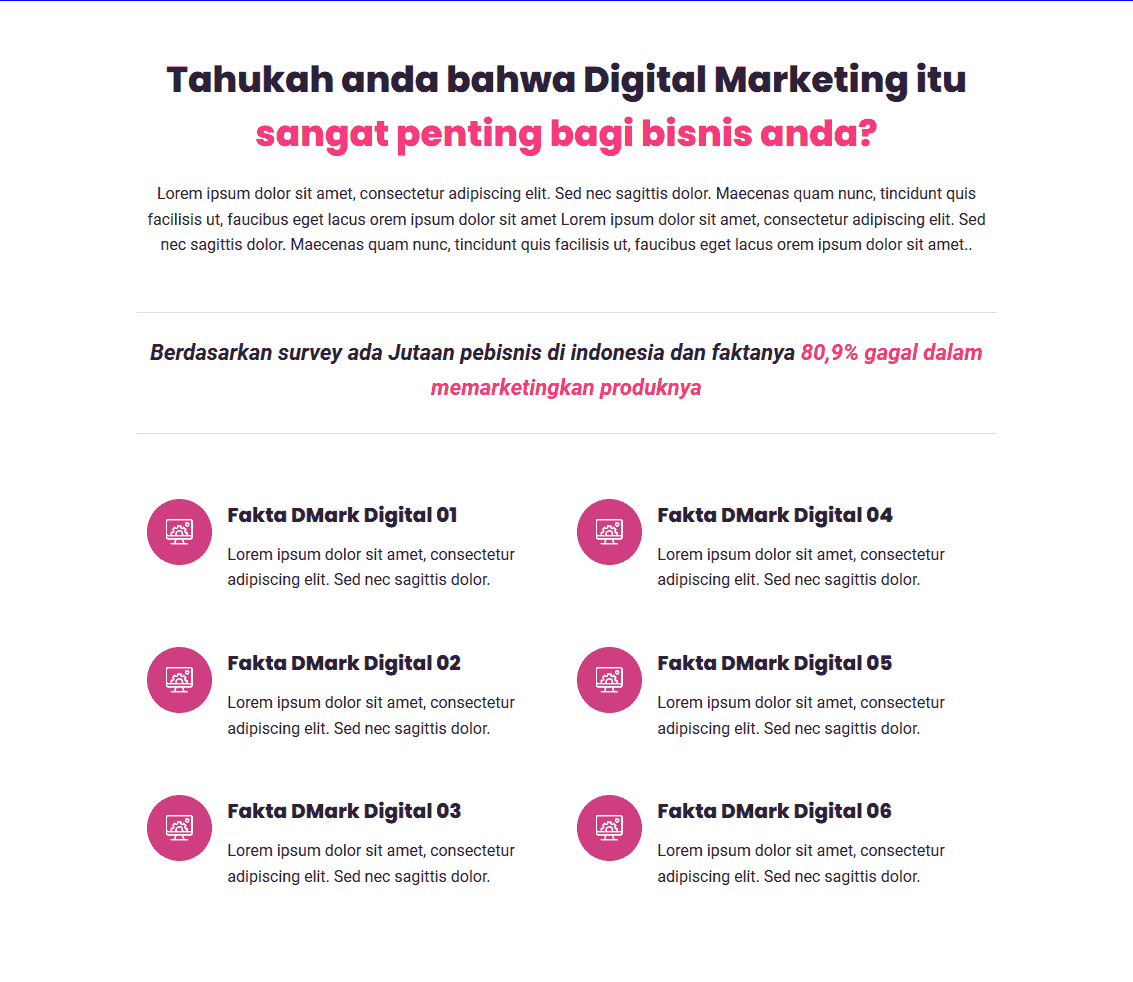 Tahukah anda bahwa Digital Marketing itu
sangat penting bagi bisnis anda?
Lorem ipsum dolor sit amet, consectetur adipiscing elit. Sed nec sagittis dolor. Maecenas quam nunc, tincidunt quis
facilisis ut, faucibus eget lacus orem ipsum dolor sit amet Lorem ipsum dolor sit amet, consectetur adipiscing elit. Sed
nec sagittis dolor. Maecenas quam nunc, tincidunt quis facilisis ut, faucibus eget lacus orem ipsum dolor sit amet..
Berdasarkan survey ada Jutaan pebisnis di indonesia dan faktanya 80,9% gagal dalam
memarketingkan produknya
Fakta DMark Digital 01
Lorem ipsum dolor sit amet, consectetur
adipiscing elit. Sed nec sagittis dolor.
Fakta DMark Digital 02
Lorem ipsum dolor sit amet, consectetur
adipiscing elit. Sed nec sagittis dolor.
Fakta DMark Digital 03
Lorem ipsum dolor sit amet, consectetur
adipiscing elit. Sed nec sagittis dolor.
Fakta DMark Digital 04
Lorem ipsum dolor sit amet, consectetur
adipiscing elit. Sed nec sagittis dolor.
Fakta DMark Digital 05
Lorem ipsum dolor sit amet, consectetur
adipiscing elit. Sed nec sagittis dolor.
Fakta DMark Digital 06
Lorem ipsum dolor sit amet, consectetur
adipiscing elit. Sed nec sagittis dolor.